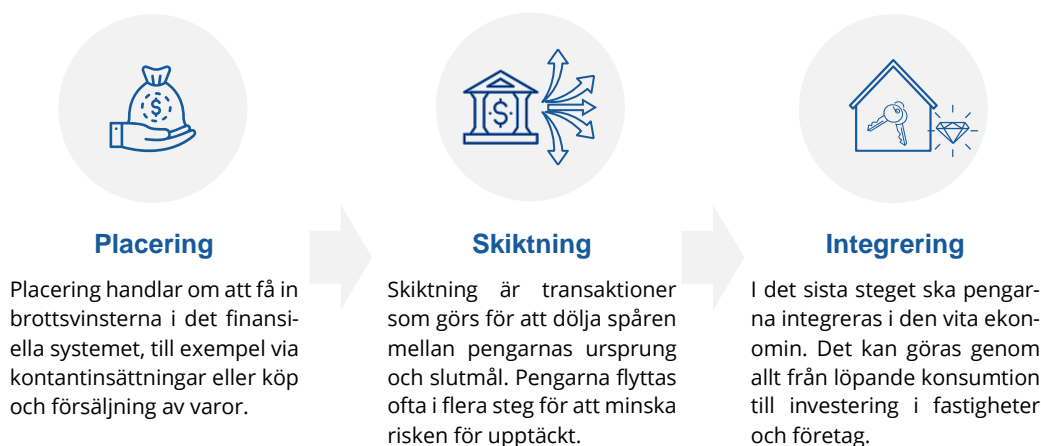 Placering
Placering handlar om att få in
brottsvinsterna i det finansi-
ella systemet, till exempel via
kontantinsättningar eller köp
och försäljning av varor.
Skiktning
Skiktning är transaktioner
som görs för att dölja spåren
mellan pengarnas ursprung
och slutmål. Pengarna flyttas
ofta i flera steg för att minska
risken för upptäckt.
Integrering
I det sista steget ska pengar-
na integreras i den vita ekon-
omin. Det kan göras genom
allt från löpande konsumtion
till investering i fastigheter
och företag.